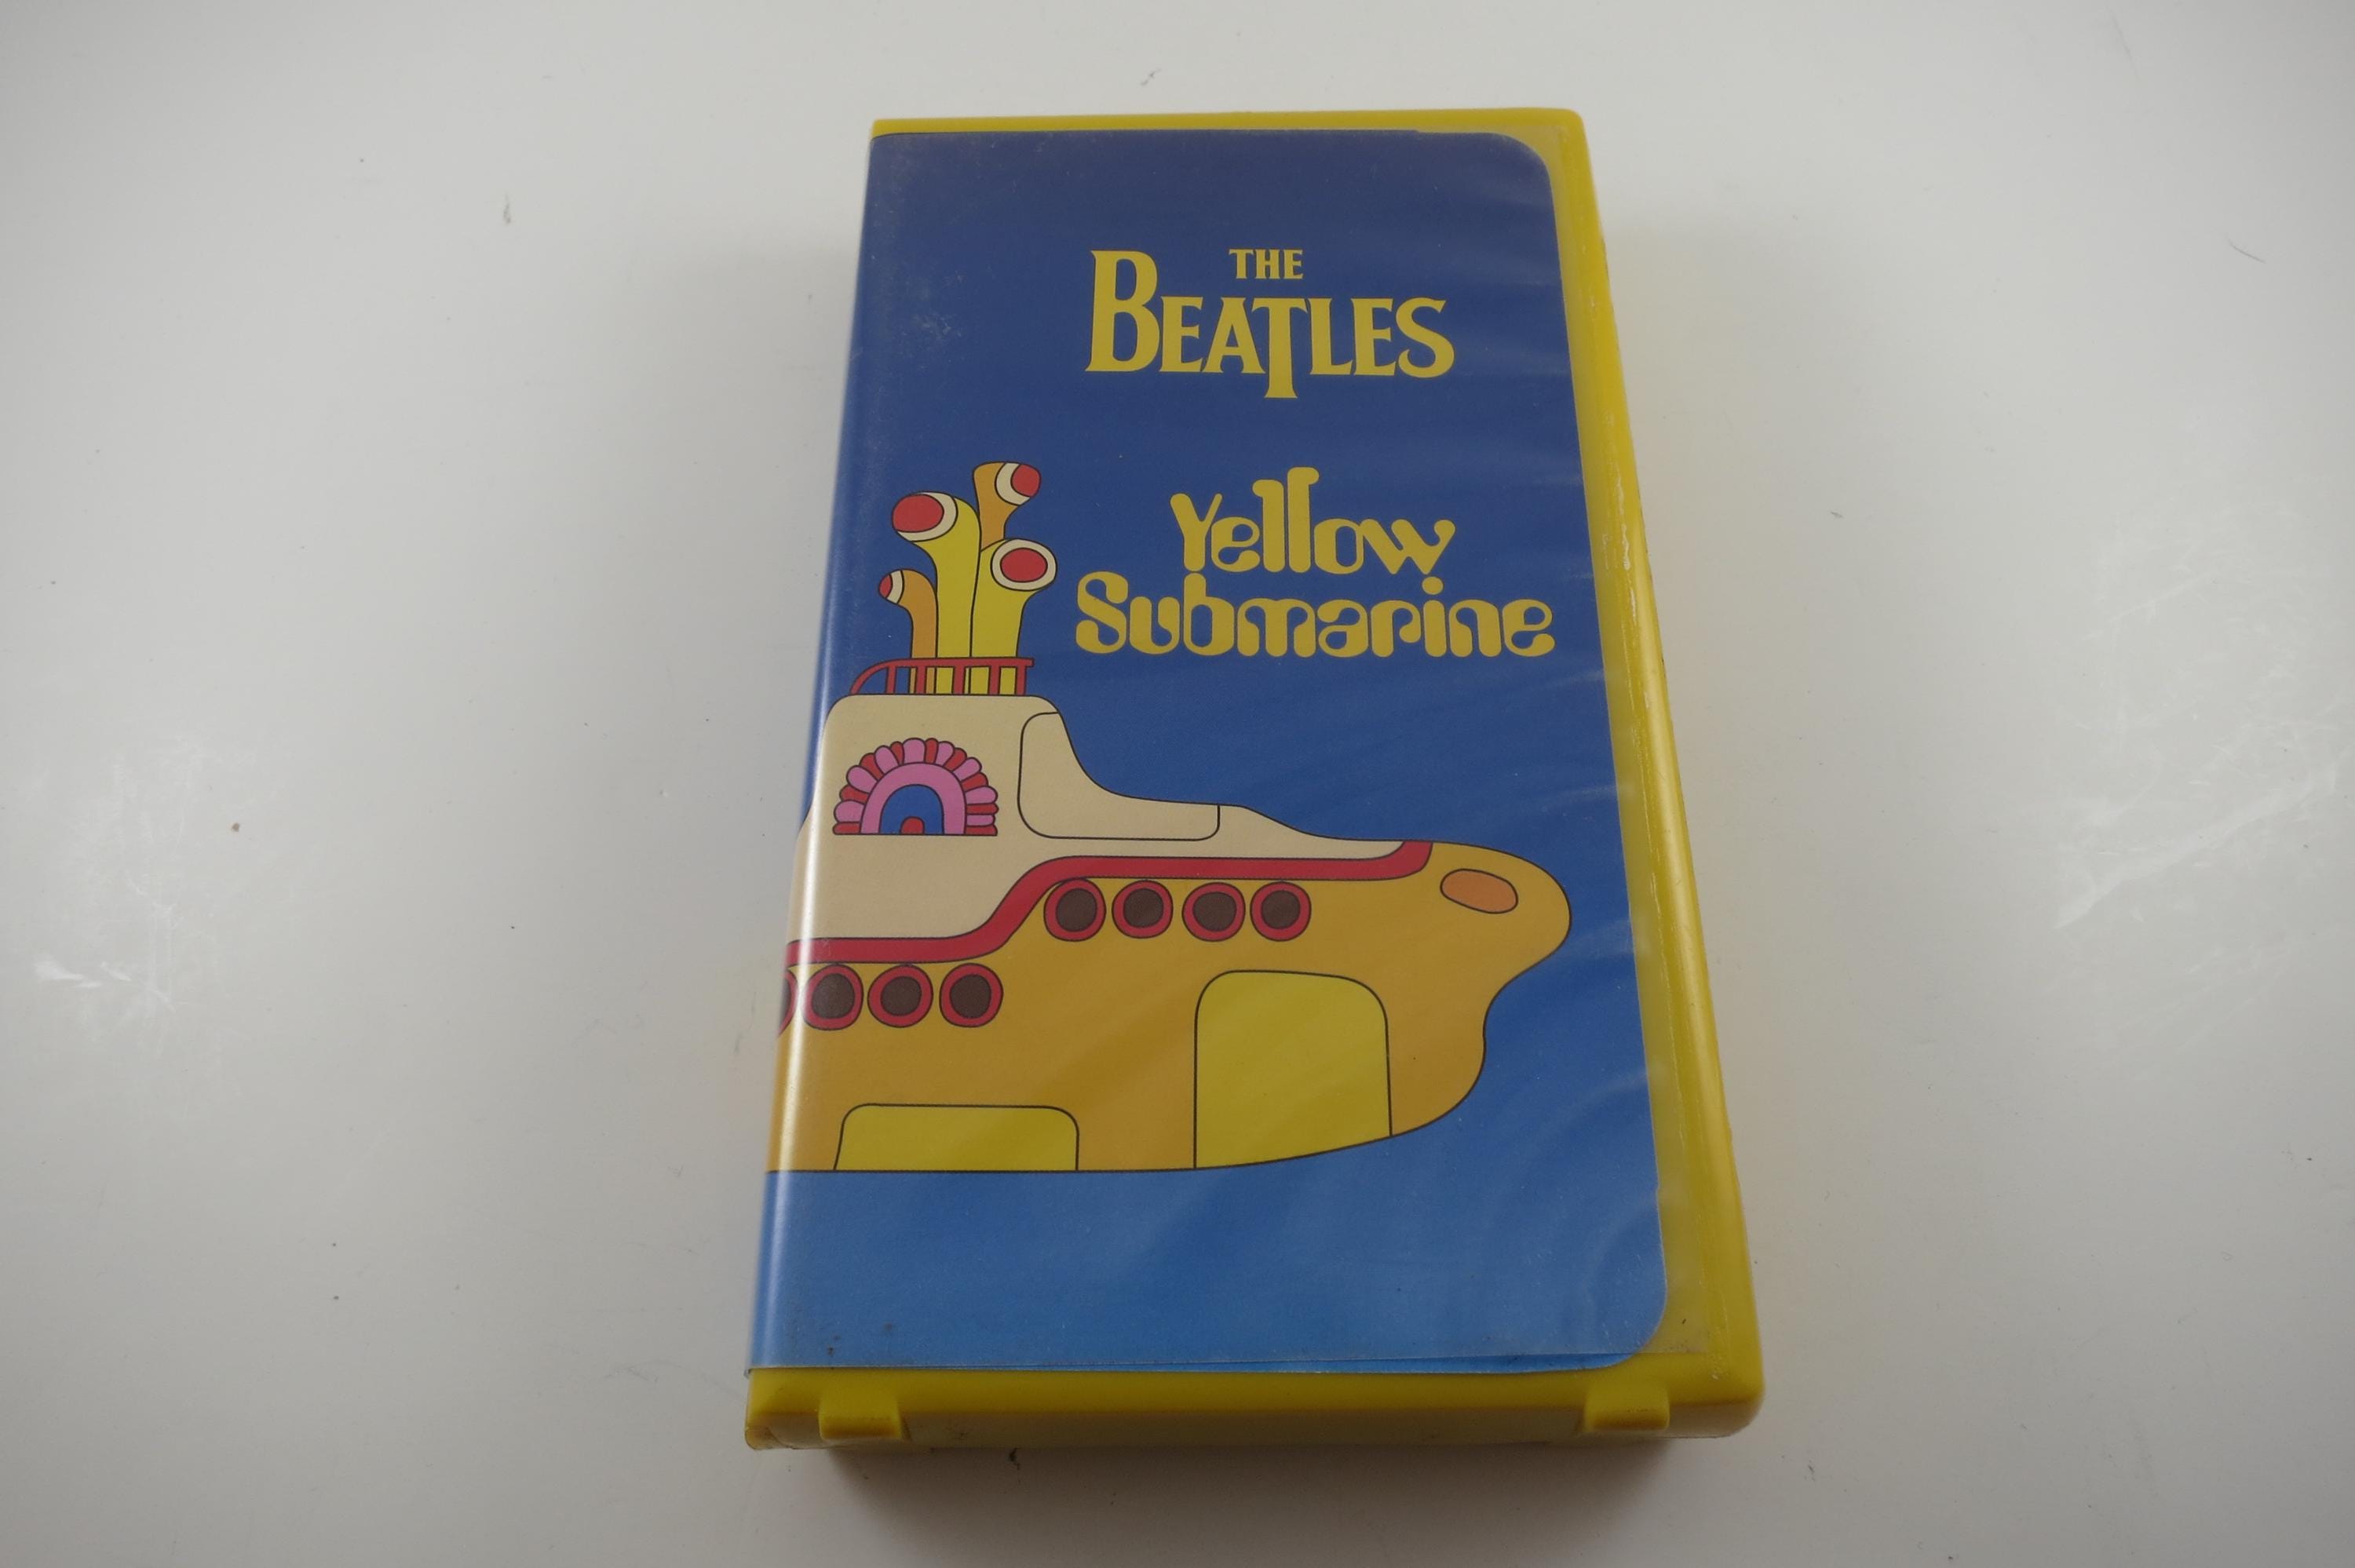 THE
BEATLES
Yellow
Submarine